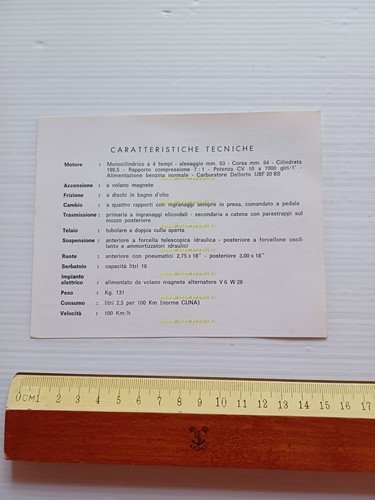 CARATTERISTICHE TECNICHE
Motore : Monocilindrico a 4 tempi - alesaggio mm. 63 - Corsa mm. 64 - Cilindrata
199,5 - Rapporto compressione 7 : 1 - Potenza CV 10 a 7000 giri/1' -
Alimentazione benzina normale - Carburatore Dellorto UBF 20 BS
Accensione : a volano magnete
Frizione : a dischi in bagno d'olio
Cambio : a quattro rapporti con ingranaggi sempre in presa, comandato a pedale
Trasmissione : primaria a ingranaggi elicoidali - secondaria a catena con parastrappi sul
mozzo posteriore
Telaio : tubolare a doppia culla aperta
Sospensione : anteriore a forcella telescopica idraulica - posteriore a forcellone oscil-
lante e ammortizzatori idraulici
Ruote : anteriore con pneumatici 2,75 x 18" - posteriore 3,00 x 18"
Serbatoio : capacità litri 16
Impianto
elettrico : alimentato da volano magnete alternatore V 6 W 28
Peso : Kg. 131
Consumo : litri 2,5 per 100 Km (norme CUNA)
Velocità : 100 Km/h
0 CM 1 2 3 4 5 6 7 8 9 10 11 12 13 14 15 16 17